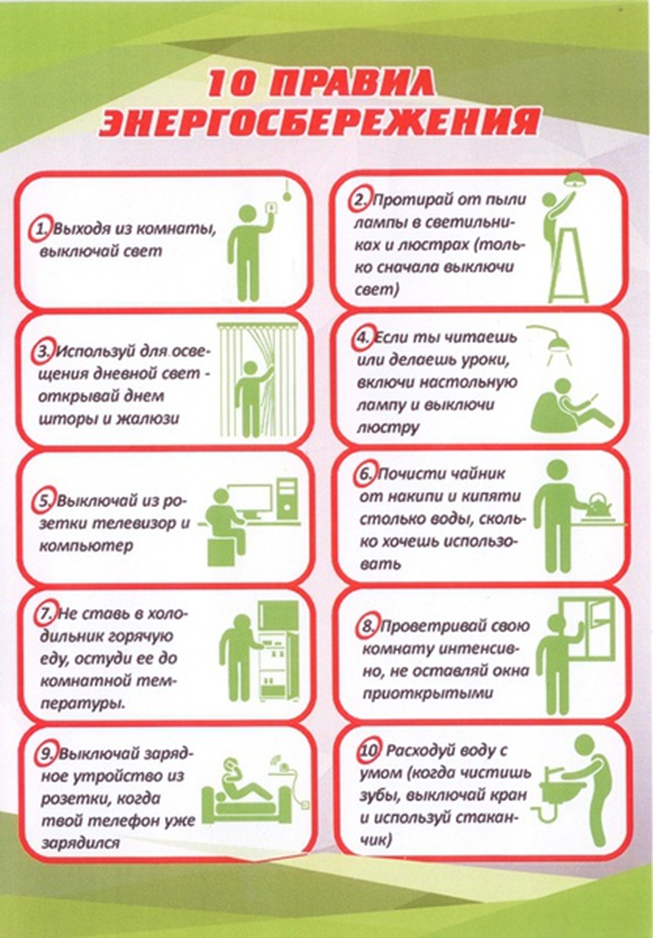 10 ПРАВИЛ
ЭНЕРГОСБЕРЕЖЕНИЯ
1. Выходя из комнаты,
выключай свет
2. Протирай от пыли
лампы в светильни-
ках и люстрах (толь-
ко сначала выключи
свет)
3. Используй для осве-
щения дневной свет -
открывай днем
шторы и жалюзи
4. Если ты читаешь
или делаешь уроки,
включи настольную
лампу и выключи
люстру
5. Выключай из ро-
зетки телевизор и
компьютер
6. Почисти чайник
от накипи и кипяти
столько воды, сколь-
ко хочешь использо-
вать
7. Не ставь в холо-
дильник горячую
еду, остуди ее до
комнатной тем-
пературы.
8. Проветривай свою
комнату интенсив-
но, не оставляй окна
приоткрытыми
9. Выключай заряд-
ное устройство из
розетки, когда
твой телефон уже
зарядился
10 Расходуй воду с
умом (когда чистишь
зубы, выключай кран
и используй стакан-
чик)